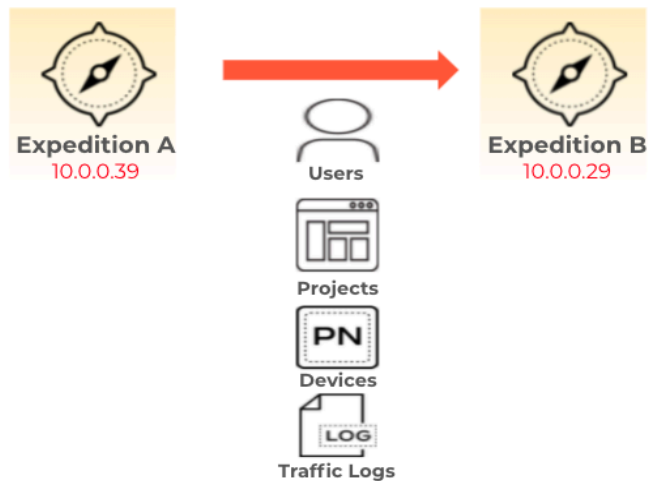 Expedition A
10.0.0.39
Expedition B
10.0.0.29
Users
Projects
PN
Devices
LOG
Traffic Logs